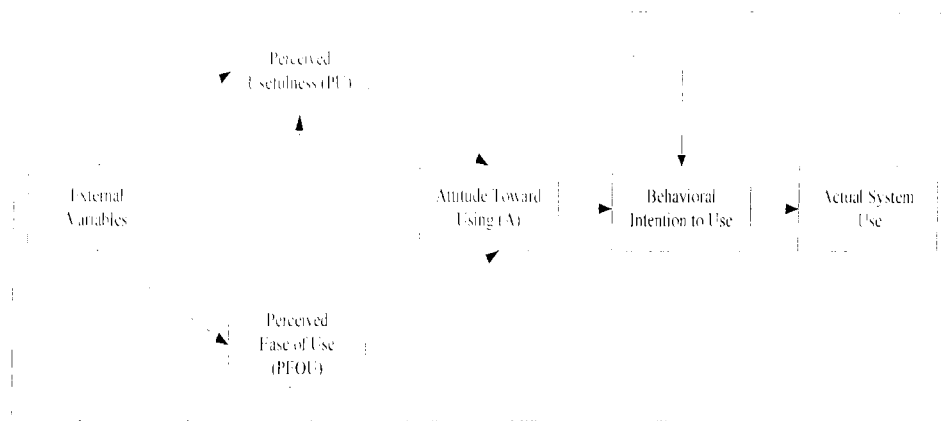 Perceived
Usefulness (PU)
External
Variables
Attitude Toward
Using (A)
Behavioral
Intention to Use
Actual System
Use
Perceived
Ease of Use
(PEOU)